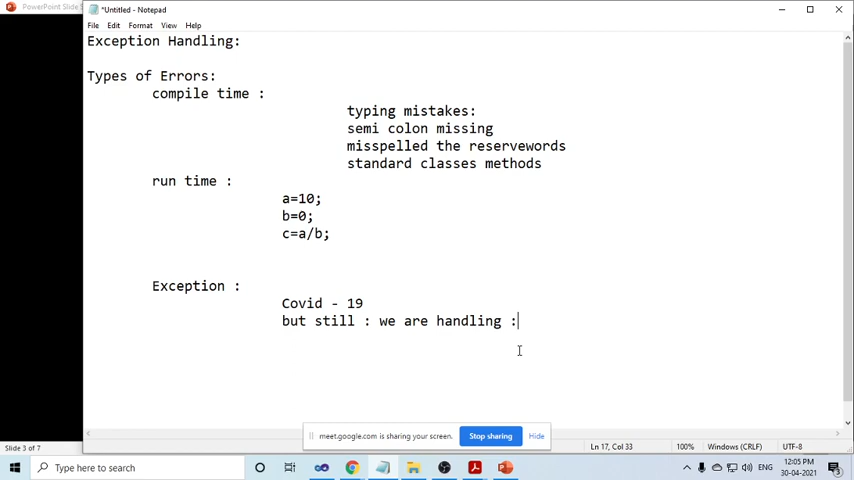 PowerPoint Slide S
*Untitled - Notepad
File Edit Format View Help
Exception Handling:
Types of Errors:
compile time :
typing mistakes:
semi colon missing
misspelled the reservewords
standard classes methods
run time :
a=10;
b=0;
c=a/b;
Exception :
Covid - 19
but still : we are handling :
meet.google.com is sharing your screen. Stop sharing Hide
Slide 3 of 7
Ln 17, Col 33 100% Windows (CRLF) UTF-8
Type here to search
ENG
12:05 PM
30-04-2021
3